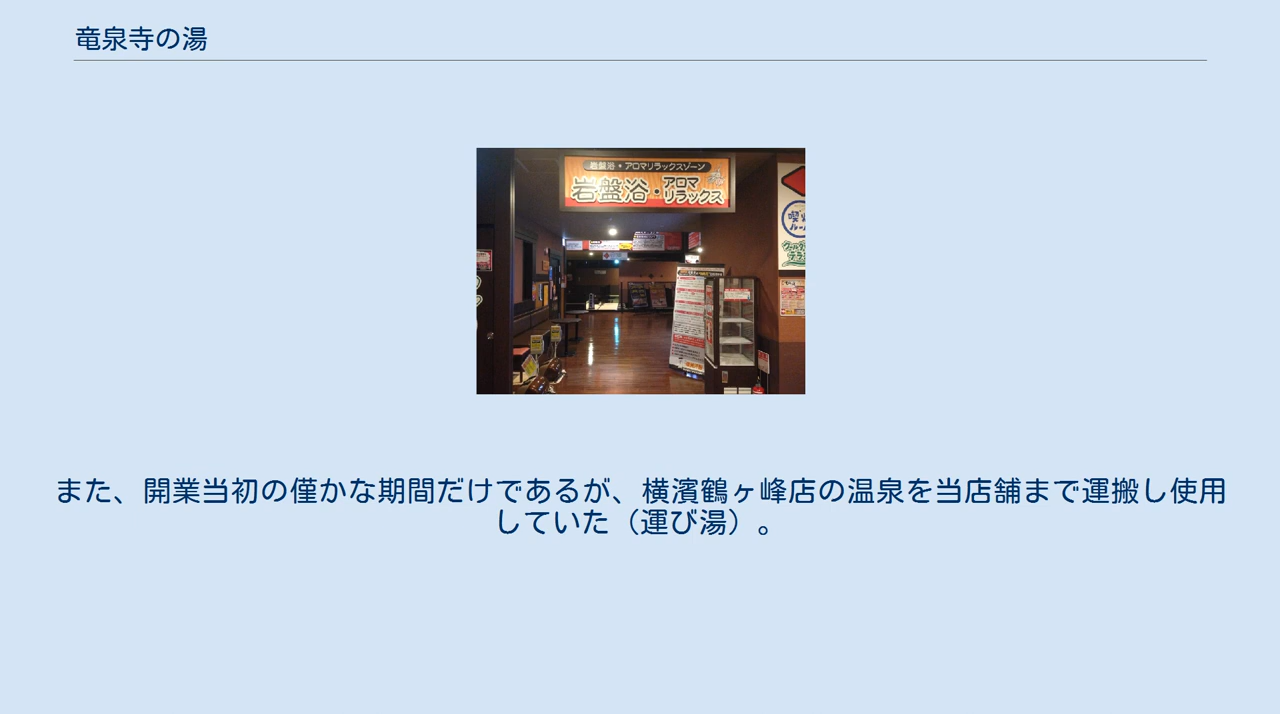 竜泉寺の湯
岩盤浴・アロマリラックスゾーン
岩盤浴・アロマ
リラックス
また、開業当初の僅かな期間だけであるが、横濱鶴ヶ峰店の温泉を当店舗まで運搬し使用
していた（運び湯）。